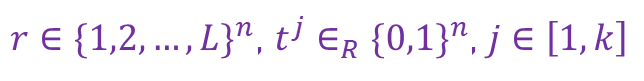 r ∈ {1,2, … , L}ⁿ, tʲ ∈_R {0,1}ⁿ, j ∈ [1, k]